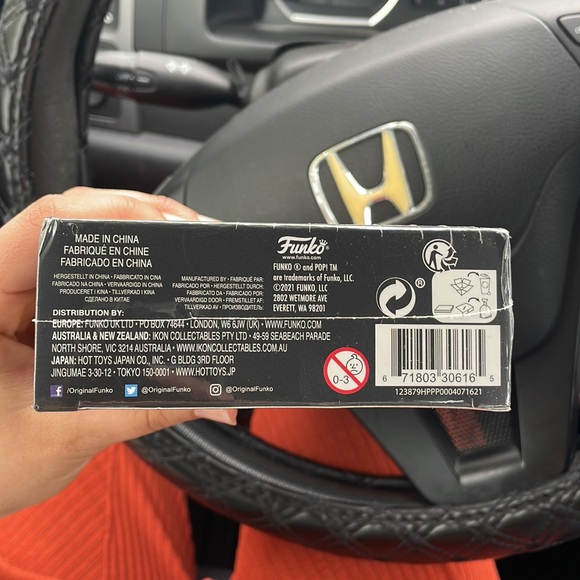 MADE IN CHINA
FABRIQUÉ EN CHINE
FABRICADO EN CHINA
HERGESTELLT IN CHINA • FABBRICATO IN CINA
FABRICADO NA CHINA • VERVAARDIGD IN CHINA
PRODUCERET I KINA • TILLVERKAD I KINA
СДЕЛАНО В КИТАЕ
MANUFACTURED BY • FABRIQUÉ PAR:
FABRICADO POR • HERGESTELLT DURCH:
FABBRICATO DA • FABRICADO POR:
VERVAARDIGD DOOR • FREMSTILLET AF:
TILLVERKAD AV • ПРОИЗВОДИТЕЛЬ:
Funko
www.funko.com
FUNKO ® and POP! TM
are trademarks of Funko, LLC.
©2021 FUNKO, LLC
2802 WETMORE AVE
EVERETT, WA 98201
DISTRIBUTION BY:
EUROPE: FUNKO UK LTD • PO BOX 74644 • LONDON, W6 6JW (UK) • WWW.FUNKO.COM
AUSTRALIA & NEW ZEALAND: IKON COLLECTABLES PTY LTD • 49-59 SEABEACH PARADE
NORTH SHORE, VIC 3214 AUSTRALIA • WWW.IKONCOLLECTABLES.COM.AU
JAPAN: HOT TOYS JAPAN CO., INC. • G BLDG 3RD FLOOR
JINGUMAE 3-30-12 • TOKYO 150-0001 • WWW.HOTTOYS.JP
/OriginalFunko
@OriginalFunko
@OriginalFunko
0-3
6 71803 30616 5
123879HPPP0004071621